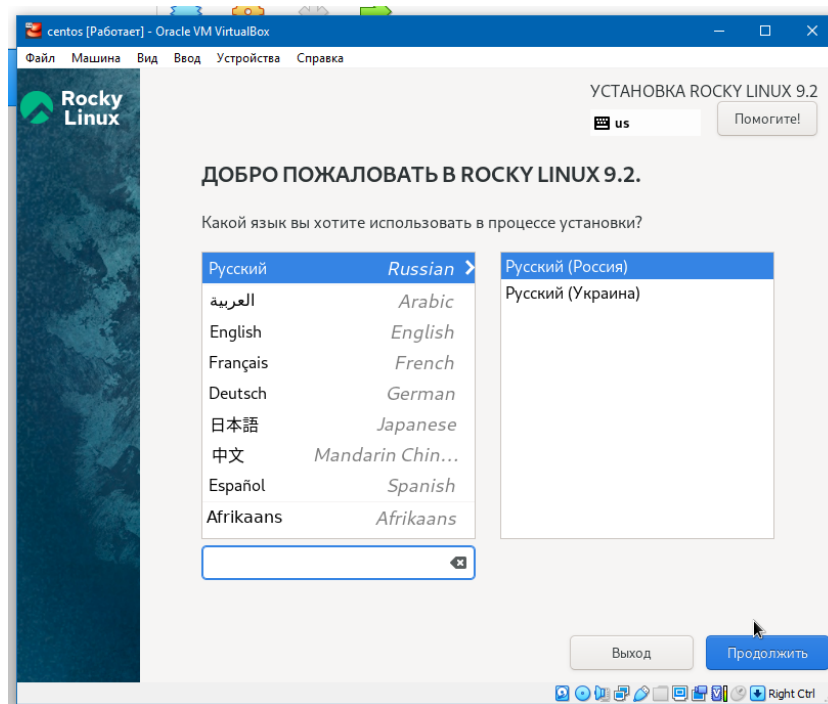 centos [Работает] - Oracle VM VirtualBox
Файл Машина Вид Ввод Устройства Справка
Rocky
Linux
УСТАНОВКА ROCKY LINUX 9.2
us
Помогите!
ДОБРО ПОЖАЛОВАТЬ В ROCKY LINUX 9.2.
Какой язык вы хотите использовать в процессе установки?
Русский Russian
العربية Arabic
English English
Français French
Deutsch German
日本語 Japanese
中文 Mandarin Chin...
Español Spanish
Afrikaans Afrikaans
Русский (Россия)
Русский (Украина)
Выход
Продолжить
Right Ctrl